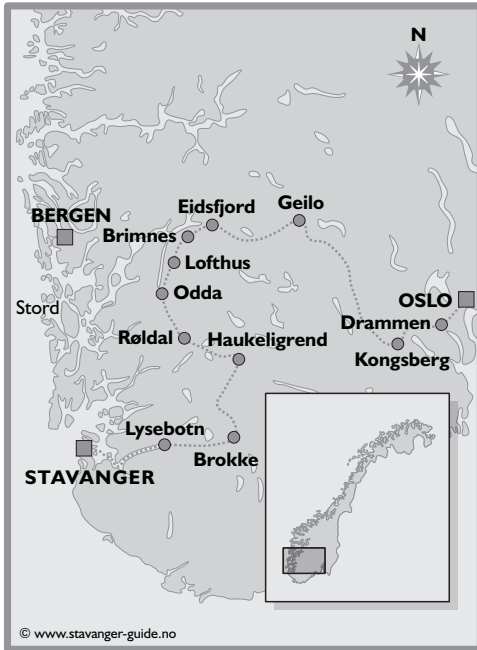 N
Geilo
Eidsfjord
BERGEN
Brimnes
Lofthus
OSLO
Odda
Stord
Drammen
Røldal
Haukeligrend
Kongsberg
Lysebotn
Brokke
STAVANGER
© www.stavanger-guide.no